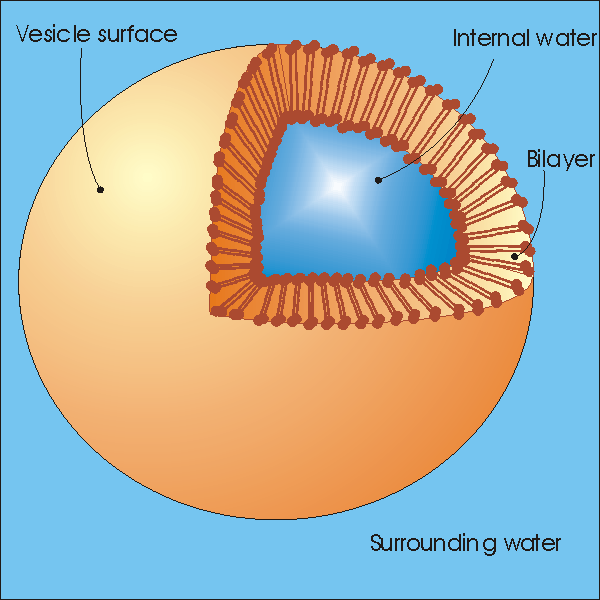 Vesicle surface
Internal water
Bilayer
Surrounding water